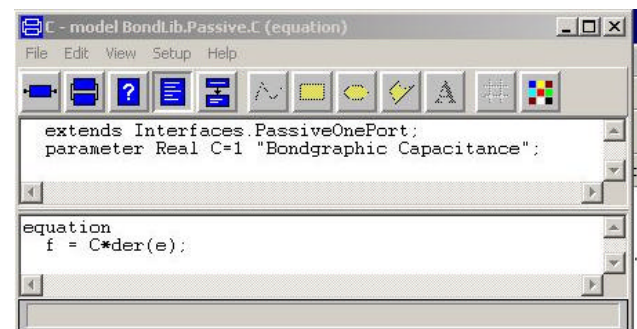 C - model BondLib.Passive.C (equation)
File Edit View Setup Help
? A
extends Interfaces.PassiveOnePort;
parameter Real C=1 "Bondgraphic Capacitance";
equation
f = C*der(e);